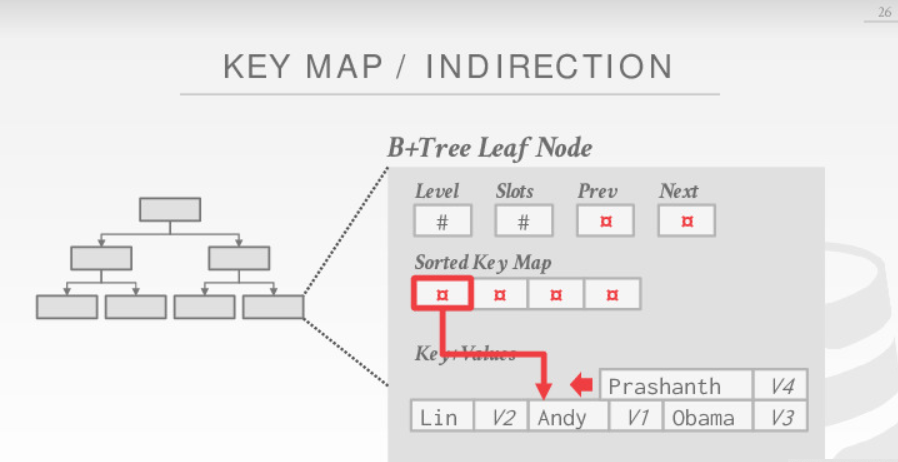 26
KEY MAP / INDIRECTION
B+Tree Leaf Node
Level Slots Prev Next
# # ¤ ¤
Sorted Key Map
¤ ¤ ¤ ¤
Key+Values
Prashanth V4
Lin V2 Andy V1 Obama V3